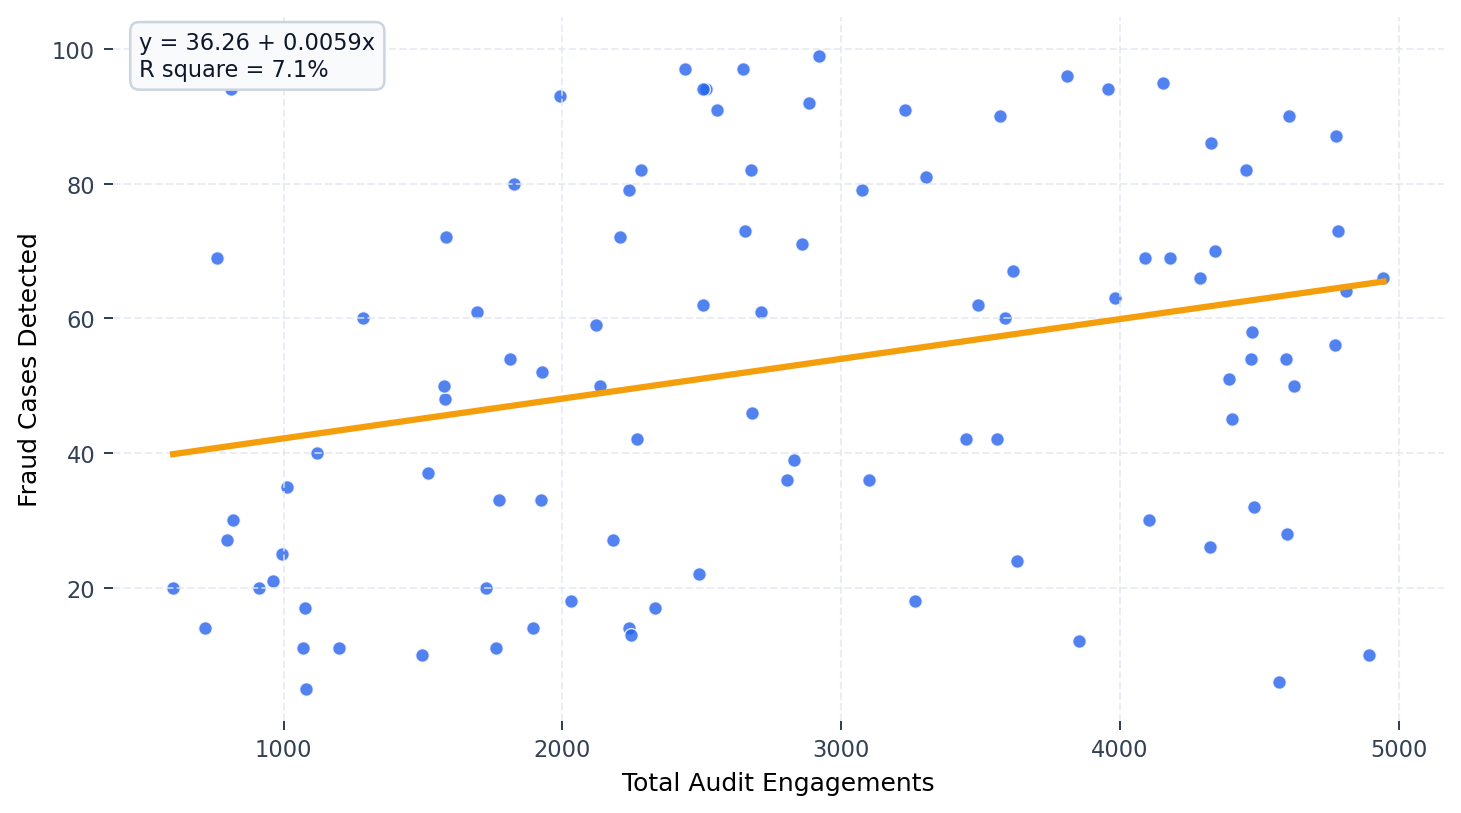 y = 36.26 + 0.0059x
R square = 7.1%
100
80
60
40
20
Fraud Cases Detected
1000 2000 3000 4000 5000
Total Audit Engagements